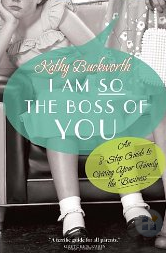 Kathy Buckworth
I AM SO
THE BOSS OF
YOU
An
8 Step Guide to
Giving Your Family
the "Business"
"A terrific guide for all parents."